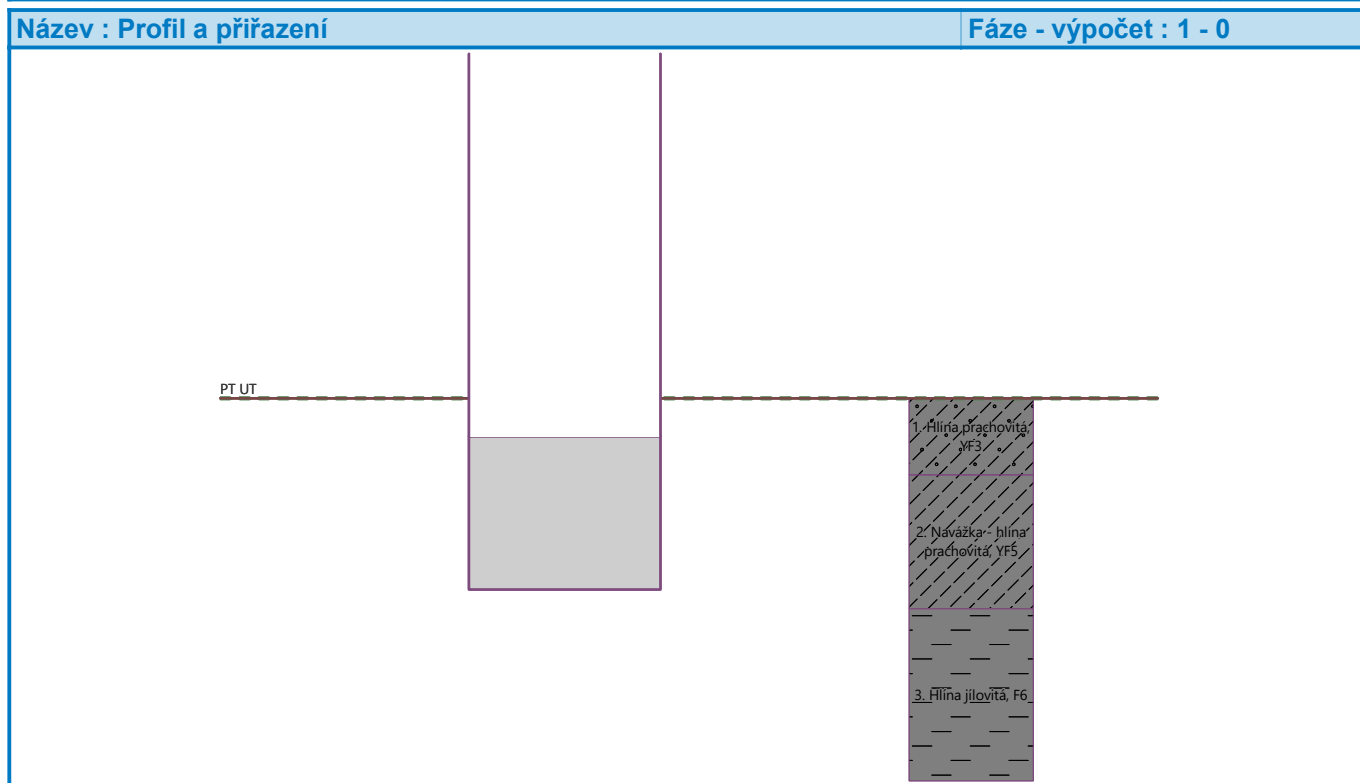 Název : Profil a přiřazení
Fáze - výpočet : 1 - 0
PT UT
1. Hlína prachovitá,
YF3
2. Navážka - hlína
prachovitá, YF5
3. Hlína jílovitá, F6